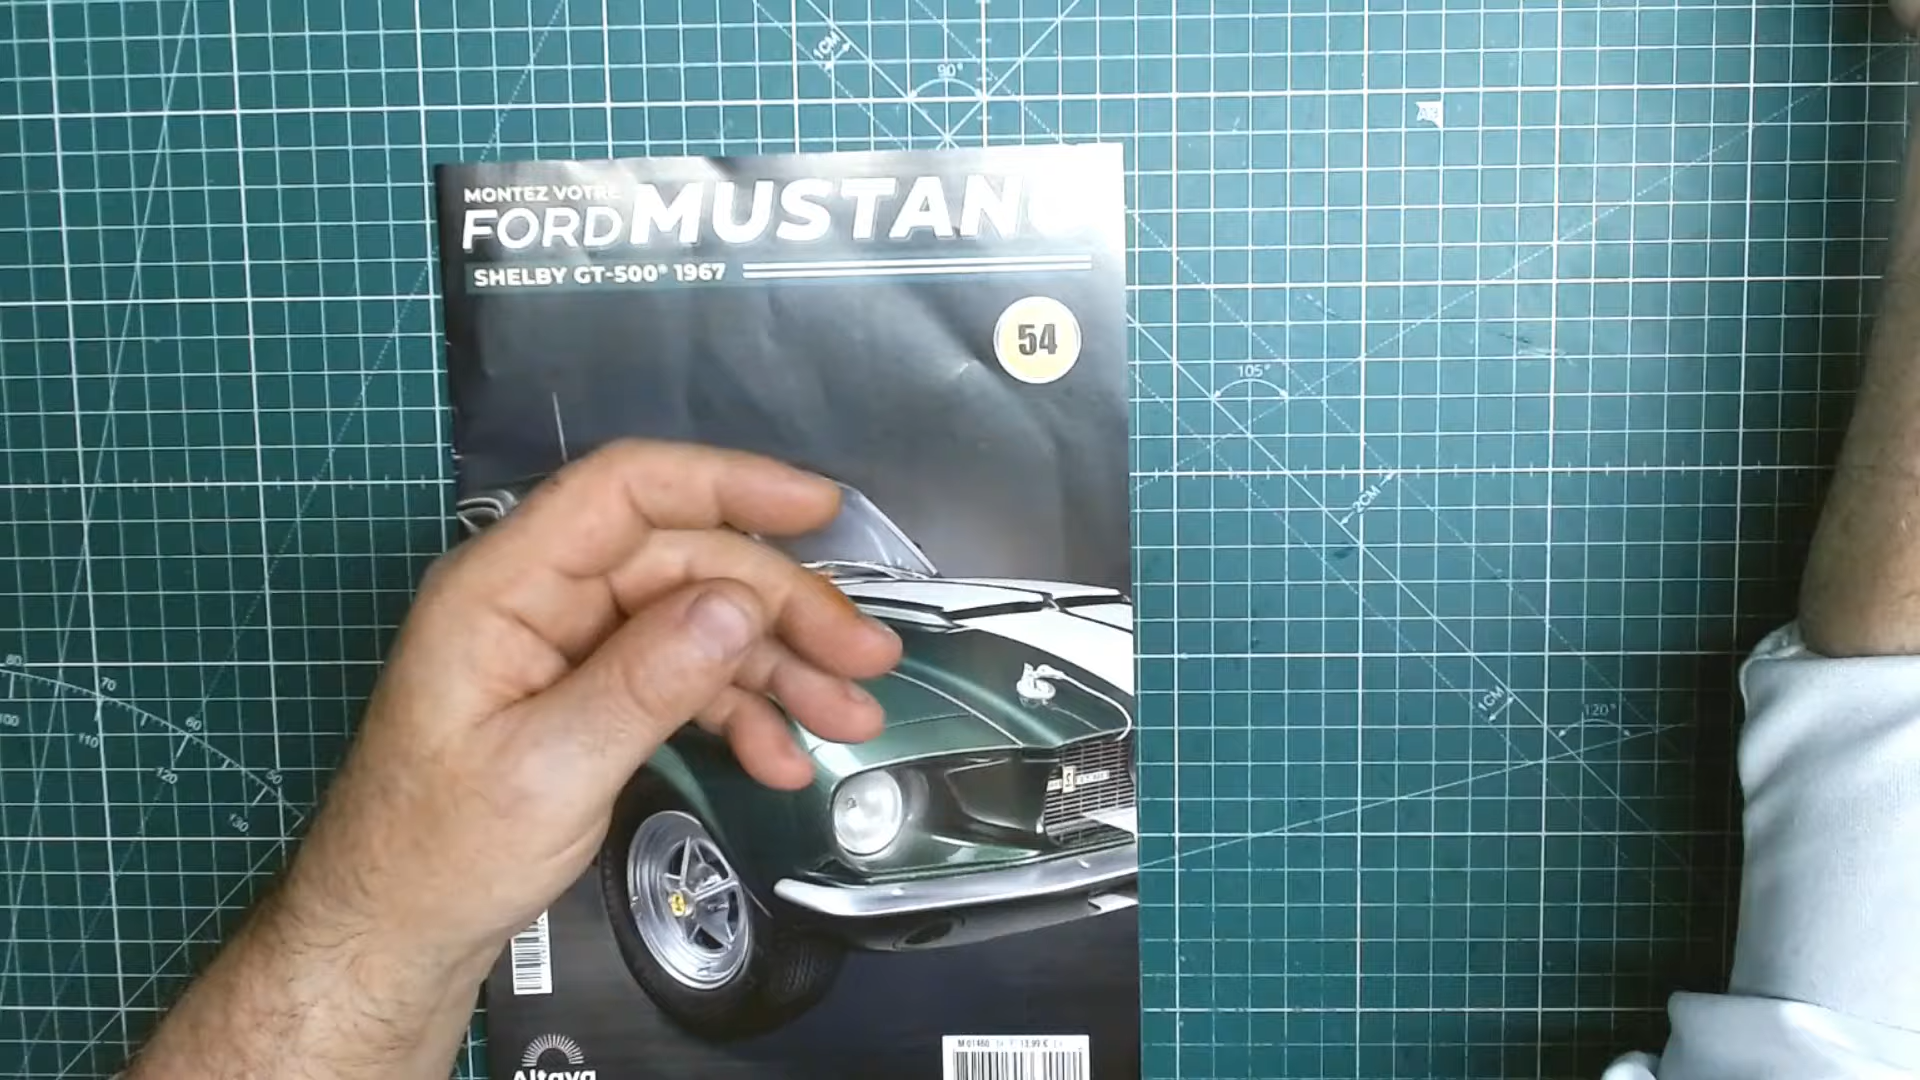 1CM
90°
MONTEZ VOTRE
FORD MUSTANG
SHELBY GT-500® 1967
54
105°
2CM
1CM
120°
80
70
60
50
100
110
120
130
Altaya
13,99 €